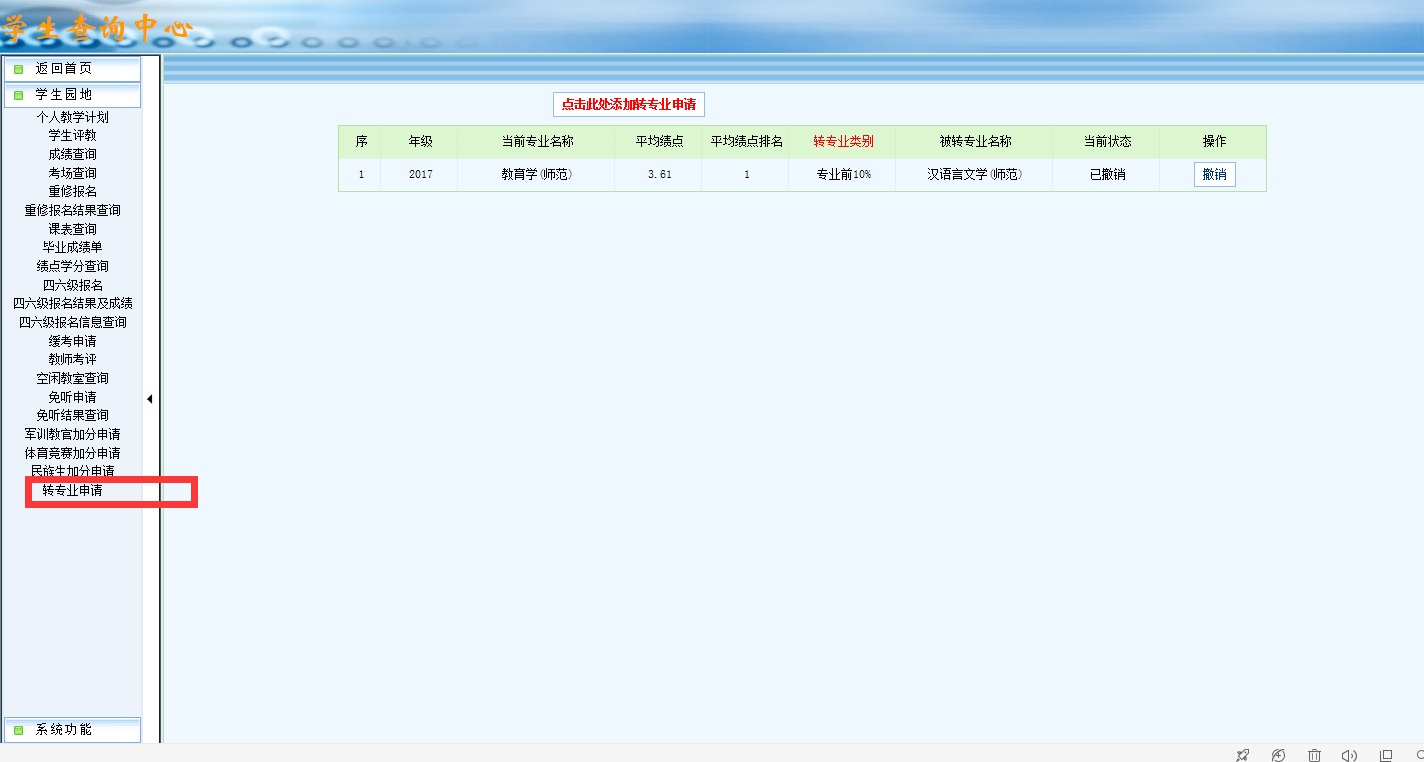 学生查询中心
返回首页
学生园地
个人教学计划
学生评教
成绩查询
考场查询
重修报名
重修报名结果查询
课表查询
毕业成绩单
绩点学分查询
四六级报名
四六级报名结果及成绩
四六级报名信息查询
缓考申请
教师考评
空闲教室查询
免听申请
免听结果查询
军训教官加分申请
体育竞赛加分申请
民族生加分申请
转专业申请
系统功能
点击此处添加转专业申请
序 年级 当前专业名称 平均绩点 平均绩点排名 转专业类别 被转专业名称 当前状态 操作
1 2017 教育学(师范) 3.61 1 专业前10% 汉语言文学(师范) 已撤销 撤销